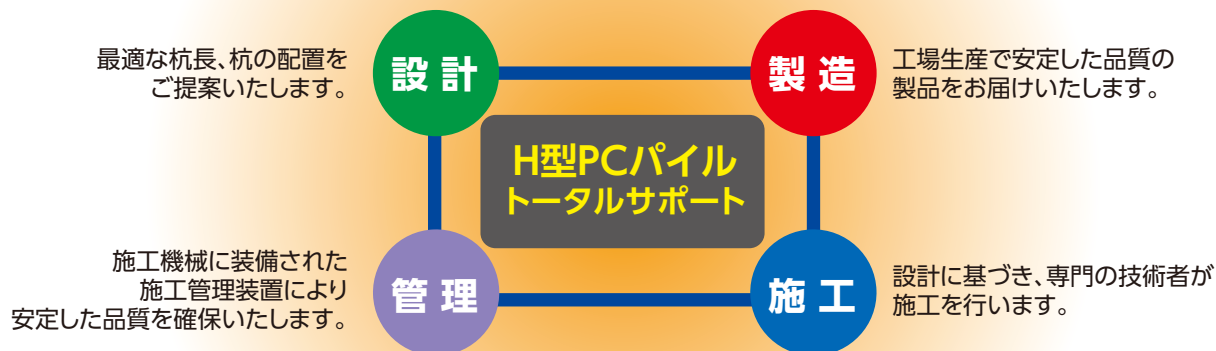 最適な杭長、杭の配置を
ご提案いたします。
設計
製造
工場生産で安定した品質の
製品をお届けいたします。
H型PCパイル
トータルサポート
施工機械に装備された
施工管理装置により
安定した品質を確保いたします。
管理
施工
設計に基づき、専門の技術者が
施工を行います。